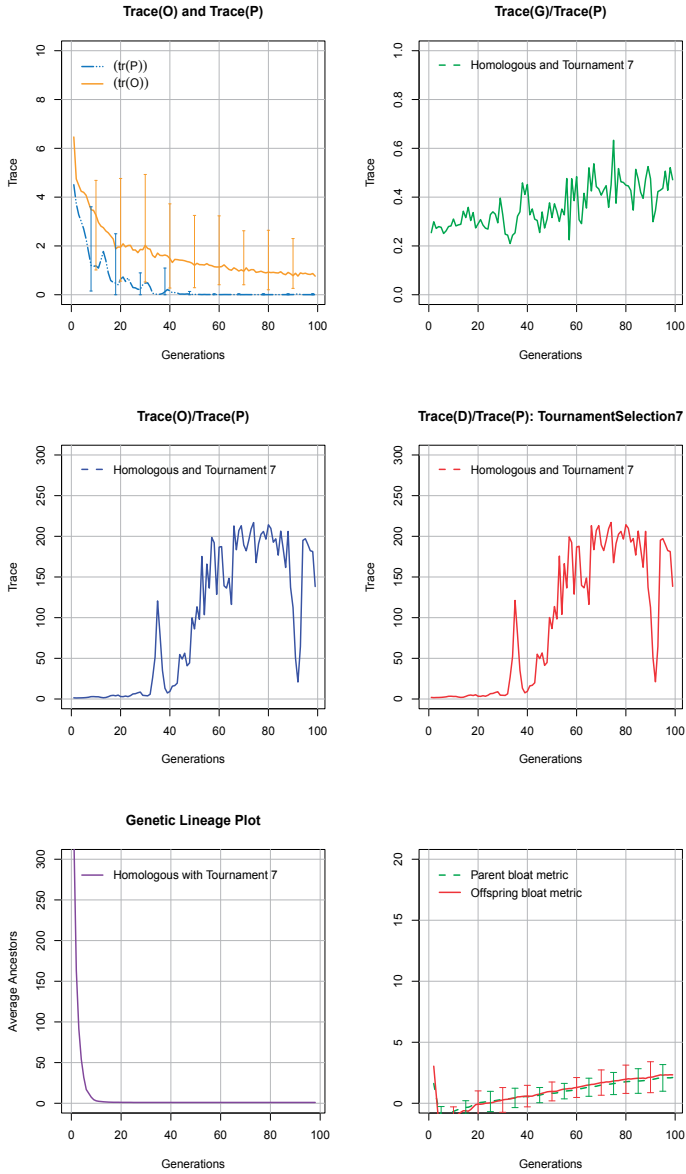 Trace(O) and Trace(P)
Trace
10
8
6
4
2
0
(tr(P))
(tr(O))
0 20 40 60 80 100
Generations
Trace(G)/Trace(P)
Trace
1.0
0.8
0.6
0.4
0.2
0.0
Homologous and Tournament 7
0 20 40 60 80 100
Generations
Trace(O)/Trace(P)
Trace
300
250
200
150
100
50
0
Homologous and Tournament 7
0 20 40 60 80 100
Generations
Trace(D)/Trace(P): TournamentSelection7
Trace
300
250
200
150
100
50
0
Homologous and Tournament 7
0 20 40 60 80 100
Generations
Genetic Lineage Plot
Average Ancestors
300
250
200
150
100
50
0
Homologous with Tournament 7
0 20 40 60 80 100
Generations
20
15
10
5
0
Parent bloat metric
Offspring bloat metric
0 20 40 60 80 100
Generations